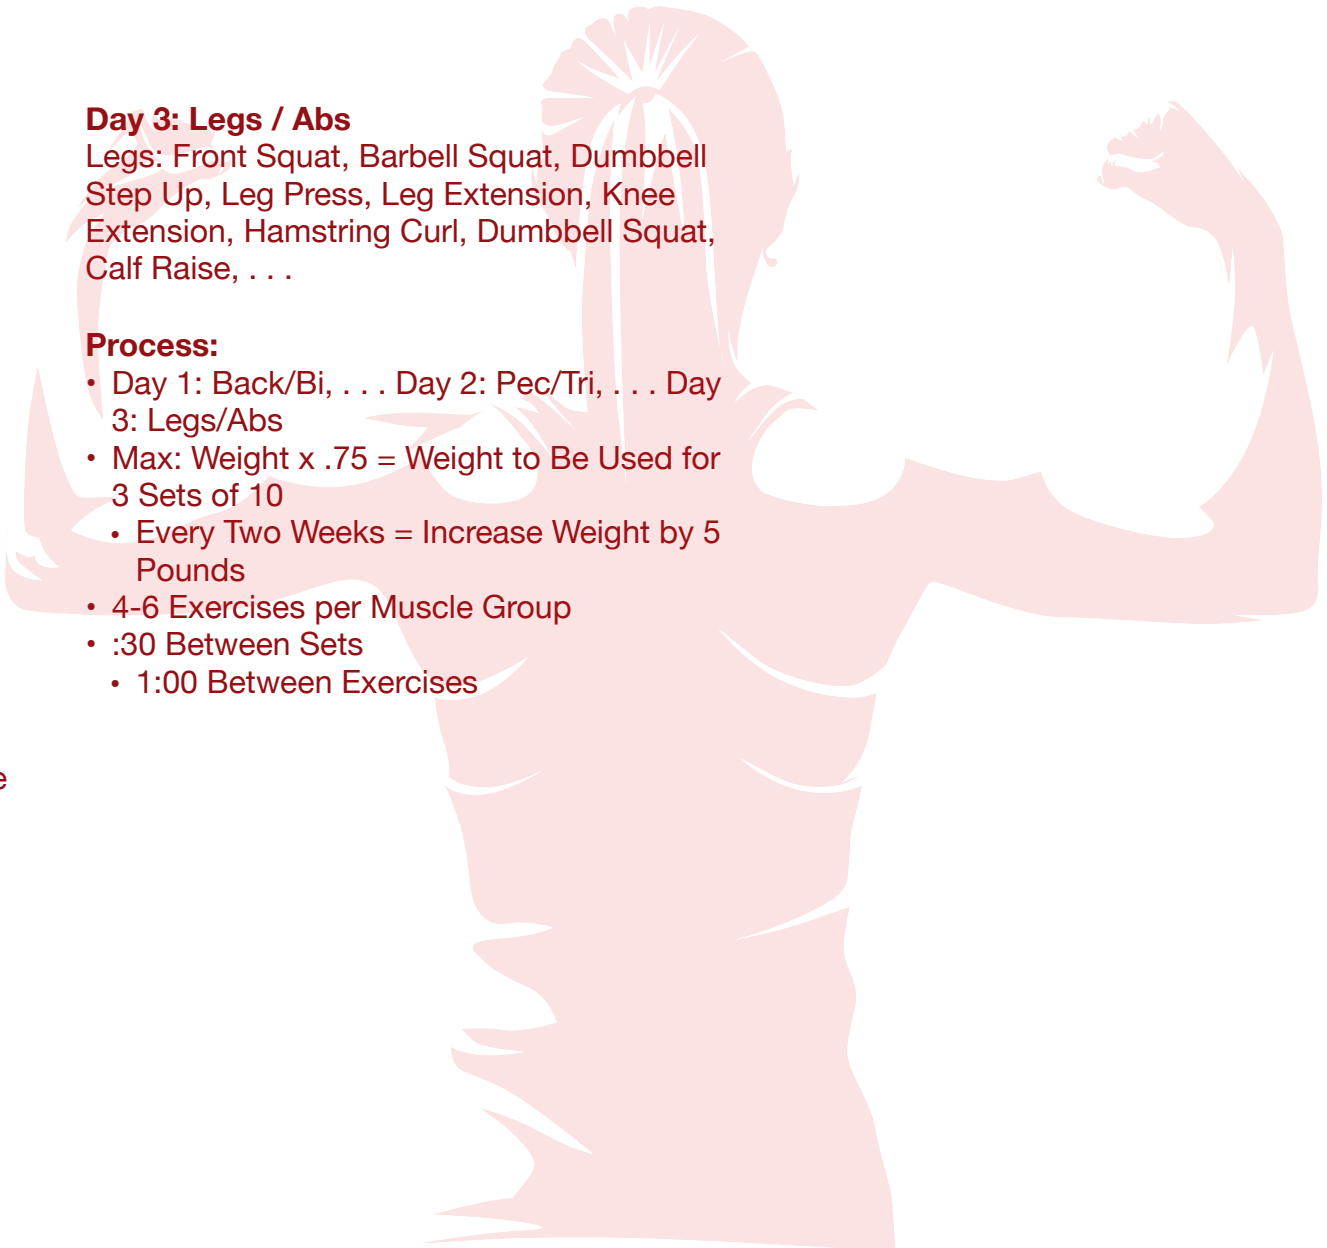 Day 3: Legs / Abs
Legs: Front Squat, Barbell Squat, Dumbbell
Step Up, Leg Press, Leg Extension, Knee
Extension, Hamstring Curl, Dumbbell Squat,
Calf Raise, . . .
Process:
• Day 1: Back/Bi, . . . Day 2: Pec/Tri, . . . Day
3: Legs/Abs
• Max: Weight x .75 = Weight to Be Used for
3 Sets of 10
• Every Two Weeks = Increase Weight by 5
Pounds
• 4-6 Exercises per Muscle Group
• :30 Between Sets
• 1:00 Between Exercises